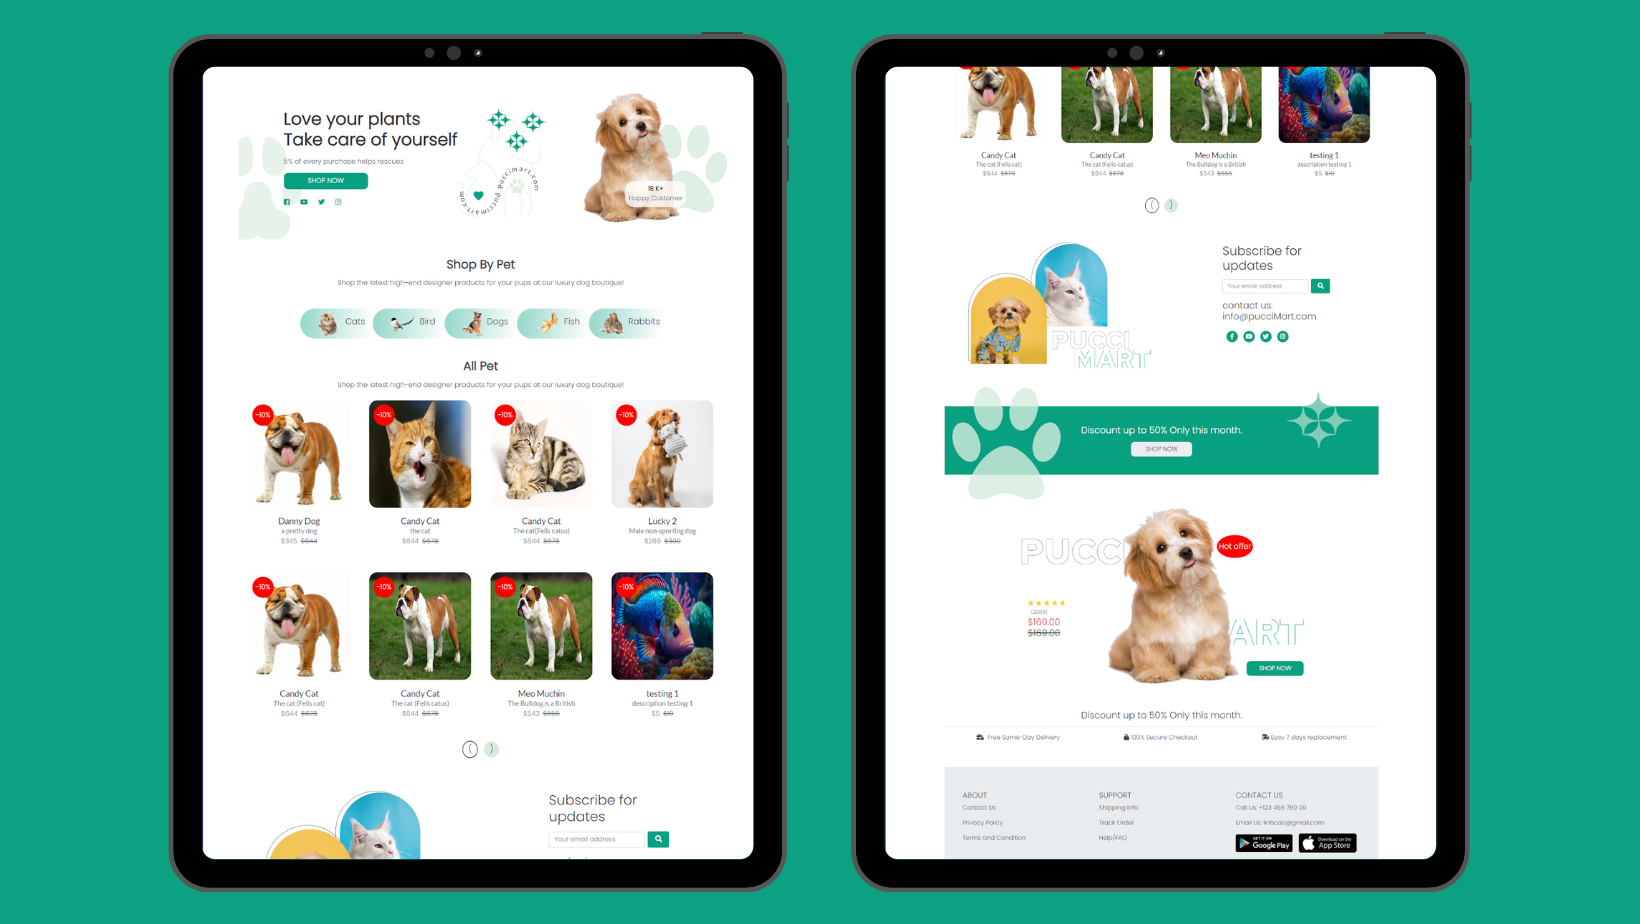 Love your plants
Take care of yourself
5% of every purchase helps rescues
SHOP NOW
Puccimart.com Puccimart.com
18 K+
Happy Customer
Shop By Pet
Shop the latest high-end designer products for your pups at our luxury dog boutique!
Cats
Bird
Dogs
Fish
Rabbits
All Pet
Shop the latest high-end designer products for your pups at our luxury dog boutique!
-10%
-10%
-10%
-10%
Danny Dog
a pretty dog
$345 $644
Candy Cat
the cat
$644 $678
Candy Cat
The cat(Felis catus)
$644 $678
Lucky 2
Male non-sporting dog
$289 $300
-10%
-10%
-10%
-10%
Candy Cat
The cat (Felis cat)
$644 $678
Candy Cat
The cat (Felis catus)
$644 $678
Meo Muchin
The Bulldog is a British
$543 $555
testing 1
description testing 1
$5 $10
Subscribe for
updates
Your email address
Candy Cat
The cat (Felis cat)
$644 $678
Candy Cat
The cat (Felis catus)
$644 $678
Meo Muchin
The Bulldog is a British
$543 $555
testing 1
description testing 1
$5 $10
PUCCI
MART
Subscribe for
updates
Your email address
contact us:
info@pucciMart.com
Discount up to 50% Only this month.
SHOP NOW
PUCCI
Hot offer
$169.00
$169.00
ART
SHOP NOW
Discount up to 50% Only this month.
Free Same-Day Delivery
100% Secure Checkout
Easy 7 days replacement
ABOUT
Contact Us
Privacy Policy
Terms and Condition
SUPPORT
Shipping Info
Track Order
Help/FAQ
CONTACT US
Call Us: +123 456 789 00
Email Us: linhcao@gmail.com
GET IT ON
Google Play
Download on the
App Store